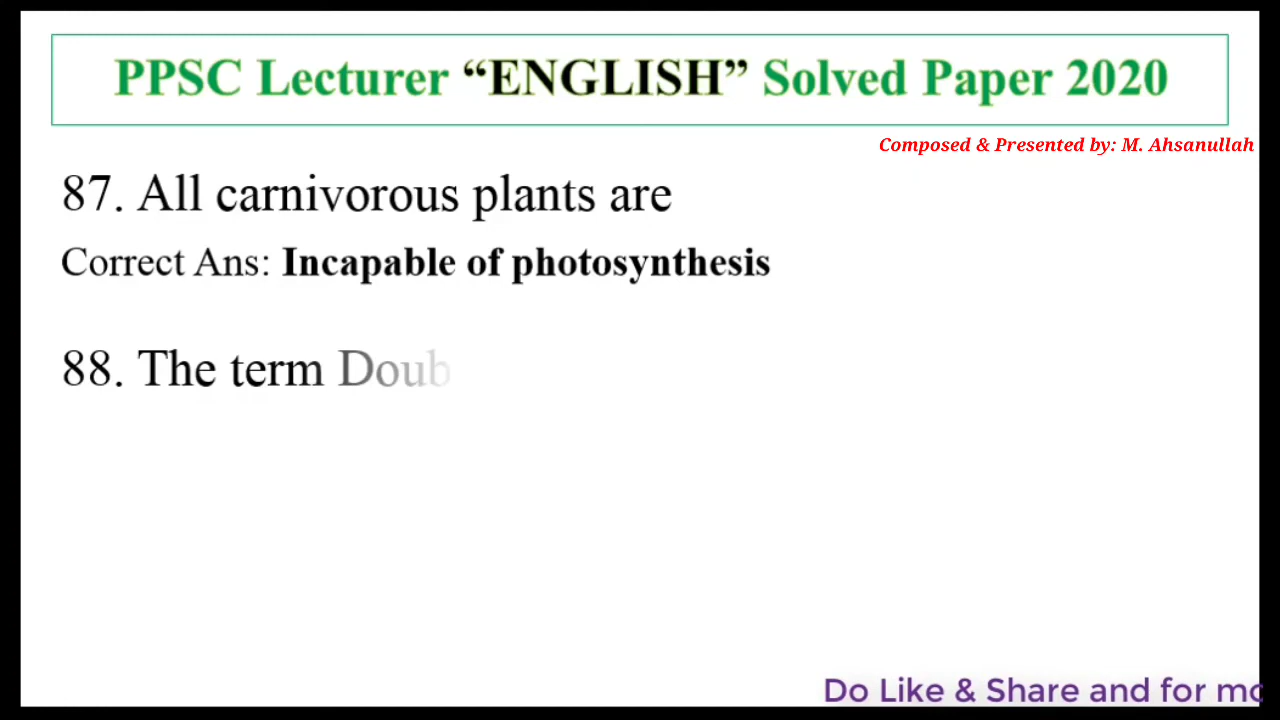 PPSC Lecturer “ENGLISH” Solved Paper 2020
Composed & Presented by: M. Ahsanullah
87. All carnivorous plants are
Correct Ans: Incapable of photosynthesis
88. The term Doub
Do Like & Share and for